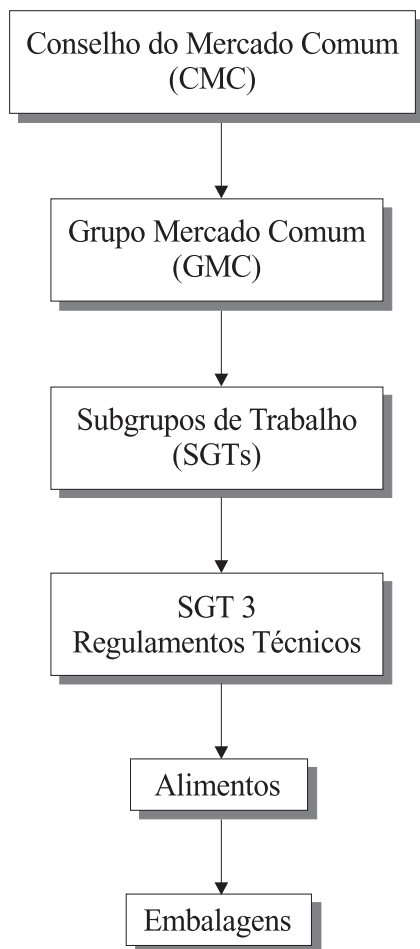 Conselho do Mercado Comum
(CMC)
Grupo Mercado Comum
(GMC)
Subgrupos de Trabalho
(SGTs)
SGT 3
Regulamentos Técnicos
Alimentos
Embalagens